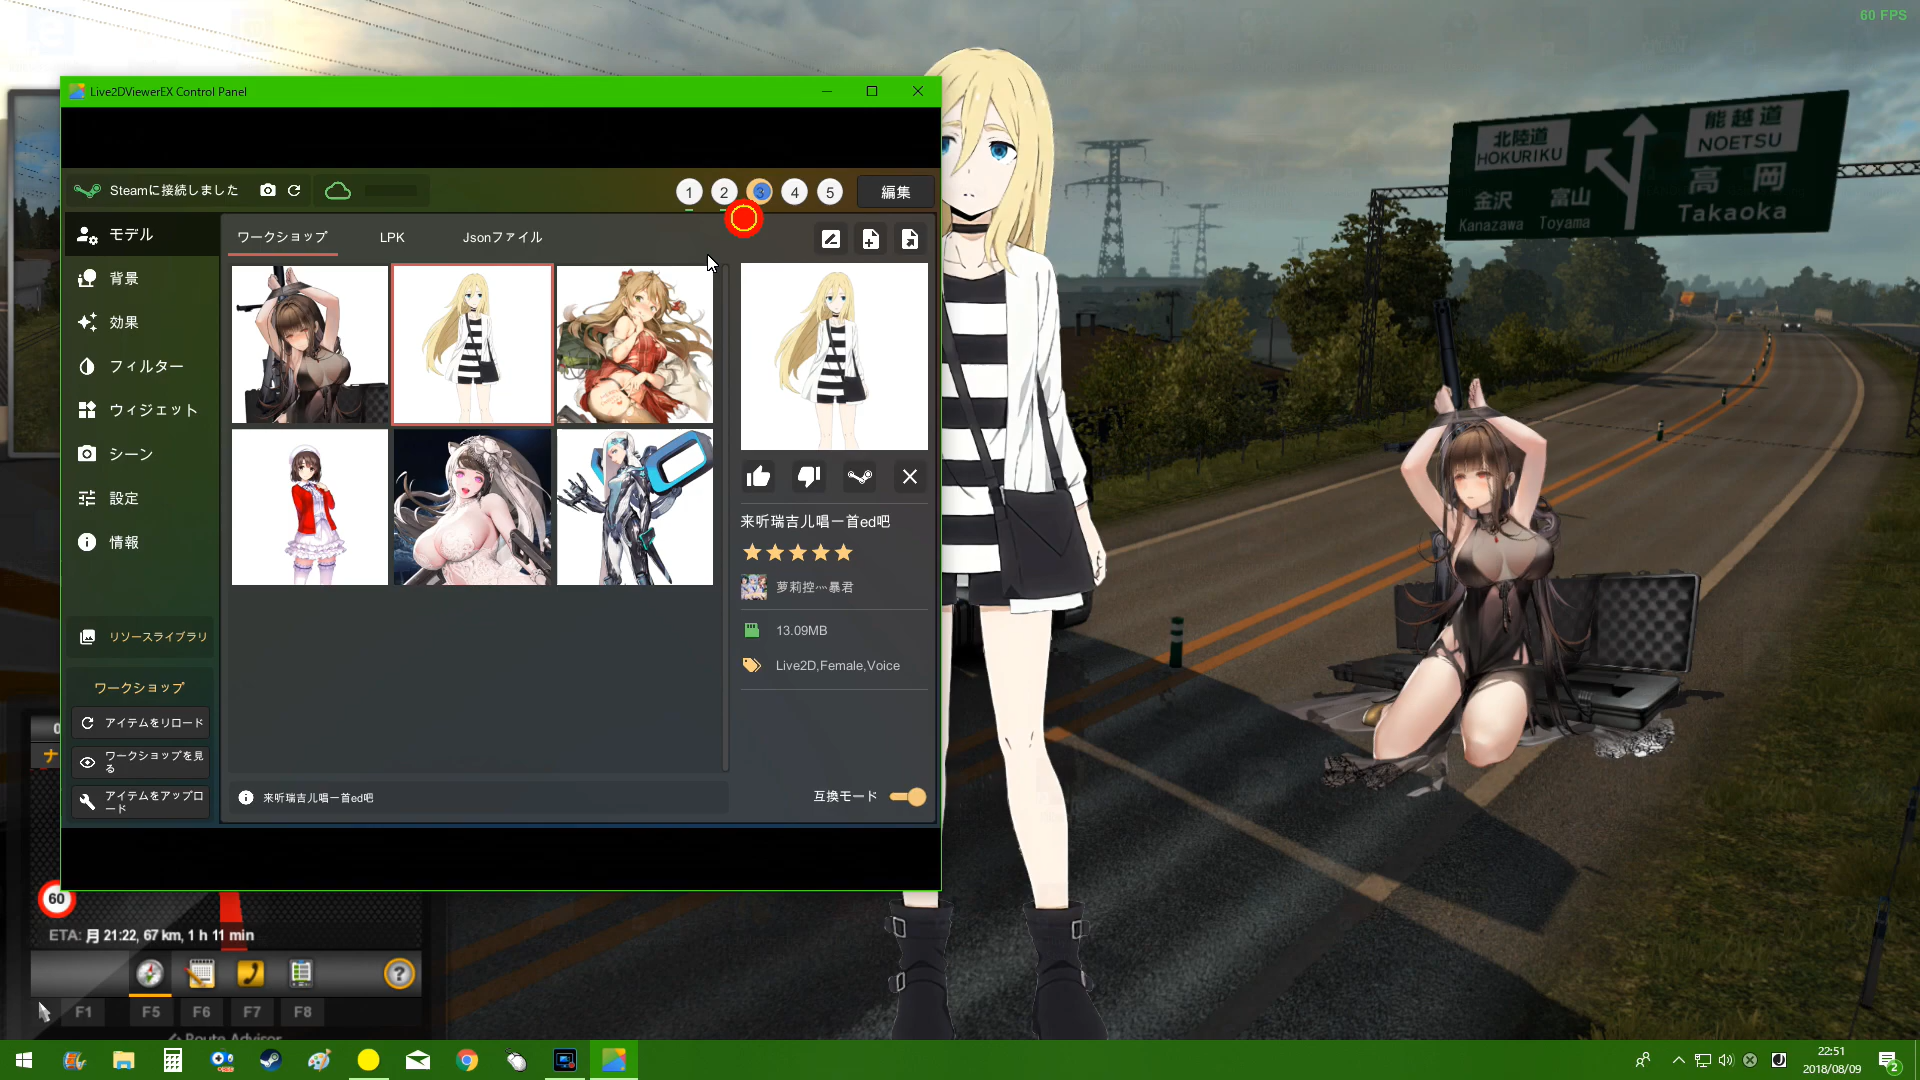 60 FPS
Live2DViewerEX Control Panel
Steamに接続しました
1
2
3
4
5
編集
モデル
背景
効果
フィルター
ウィジェット
シーン
設定
情報
リソースライブラリ
ワークショップ
アイテムをリロード
ワークショップを見
る
アイテムをアップロ
ード
ワークショップ
LPK
Jsonファイル
来听瑞吉儿唱一首ed吧
萝莉控灬暴君
13.09MB
Live2D,Female,Voice
来听瑞吉儿唱一首ed吧
互換モード
北陸道
HOKURIKU
能越道
NOETSU
金沢
富山
Kanazawa
Toyama
高岡
Takaoka
0
ナ
60
ETA: 月 21:22, 67 km, 1 h 11 min
F1
F5
F6
F7
F8
Route Advisor
22:51
2018/08/09
2